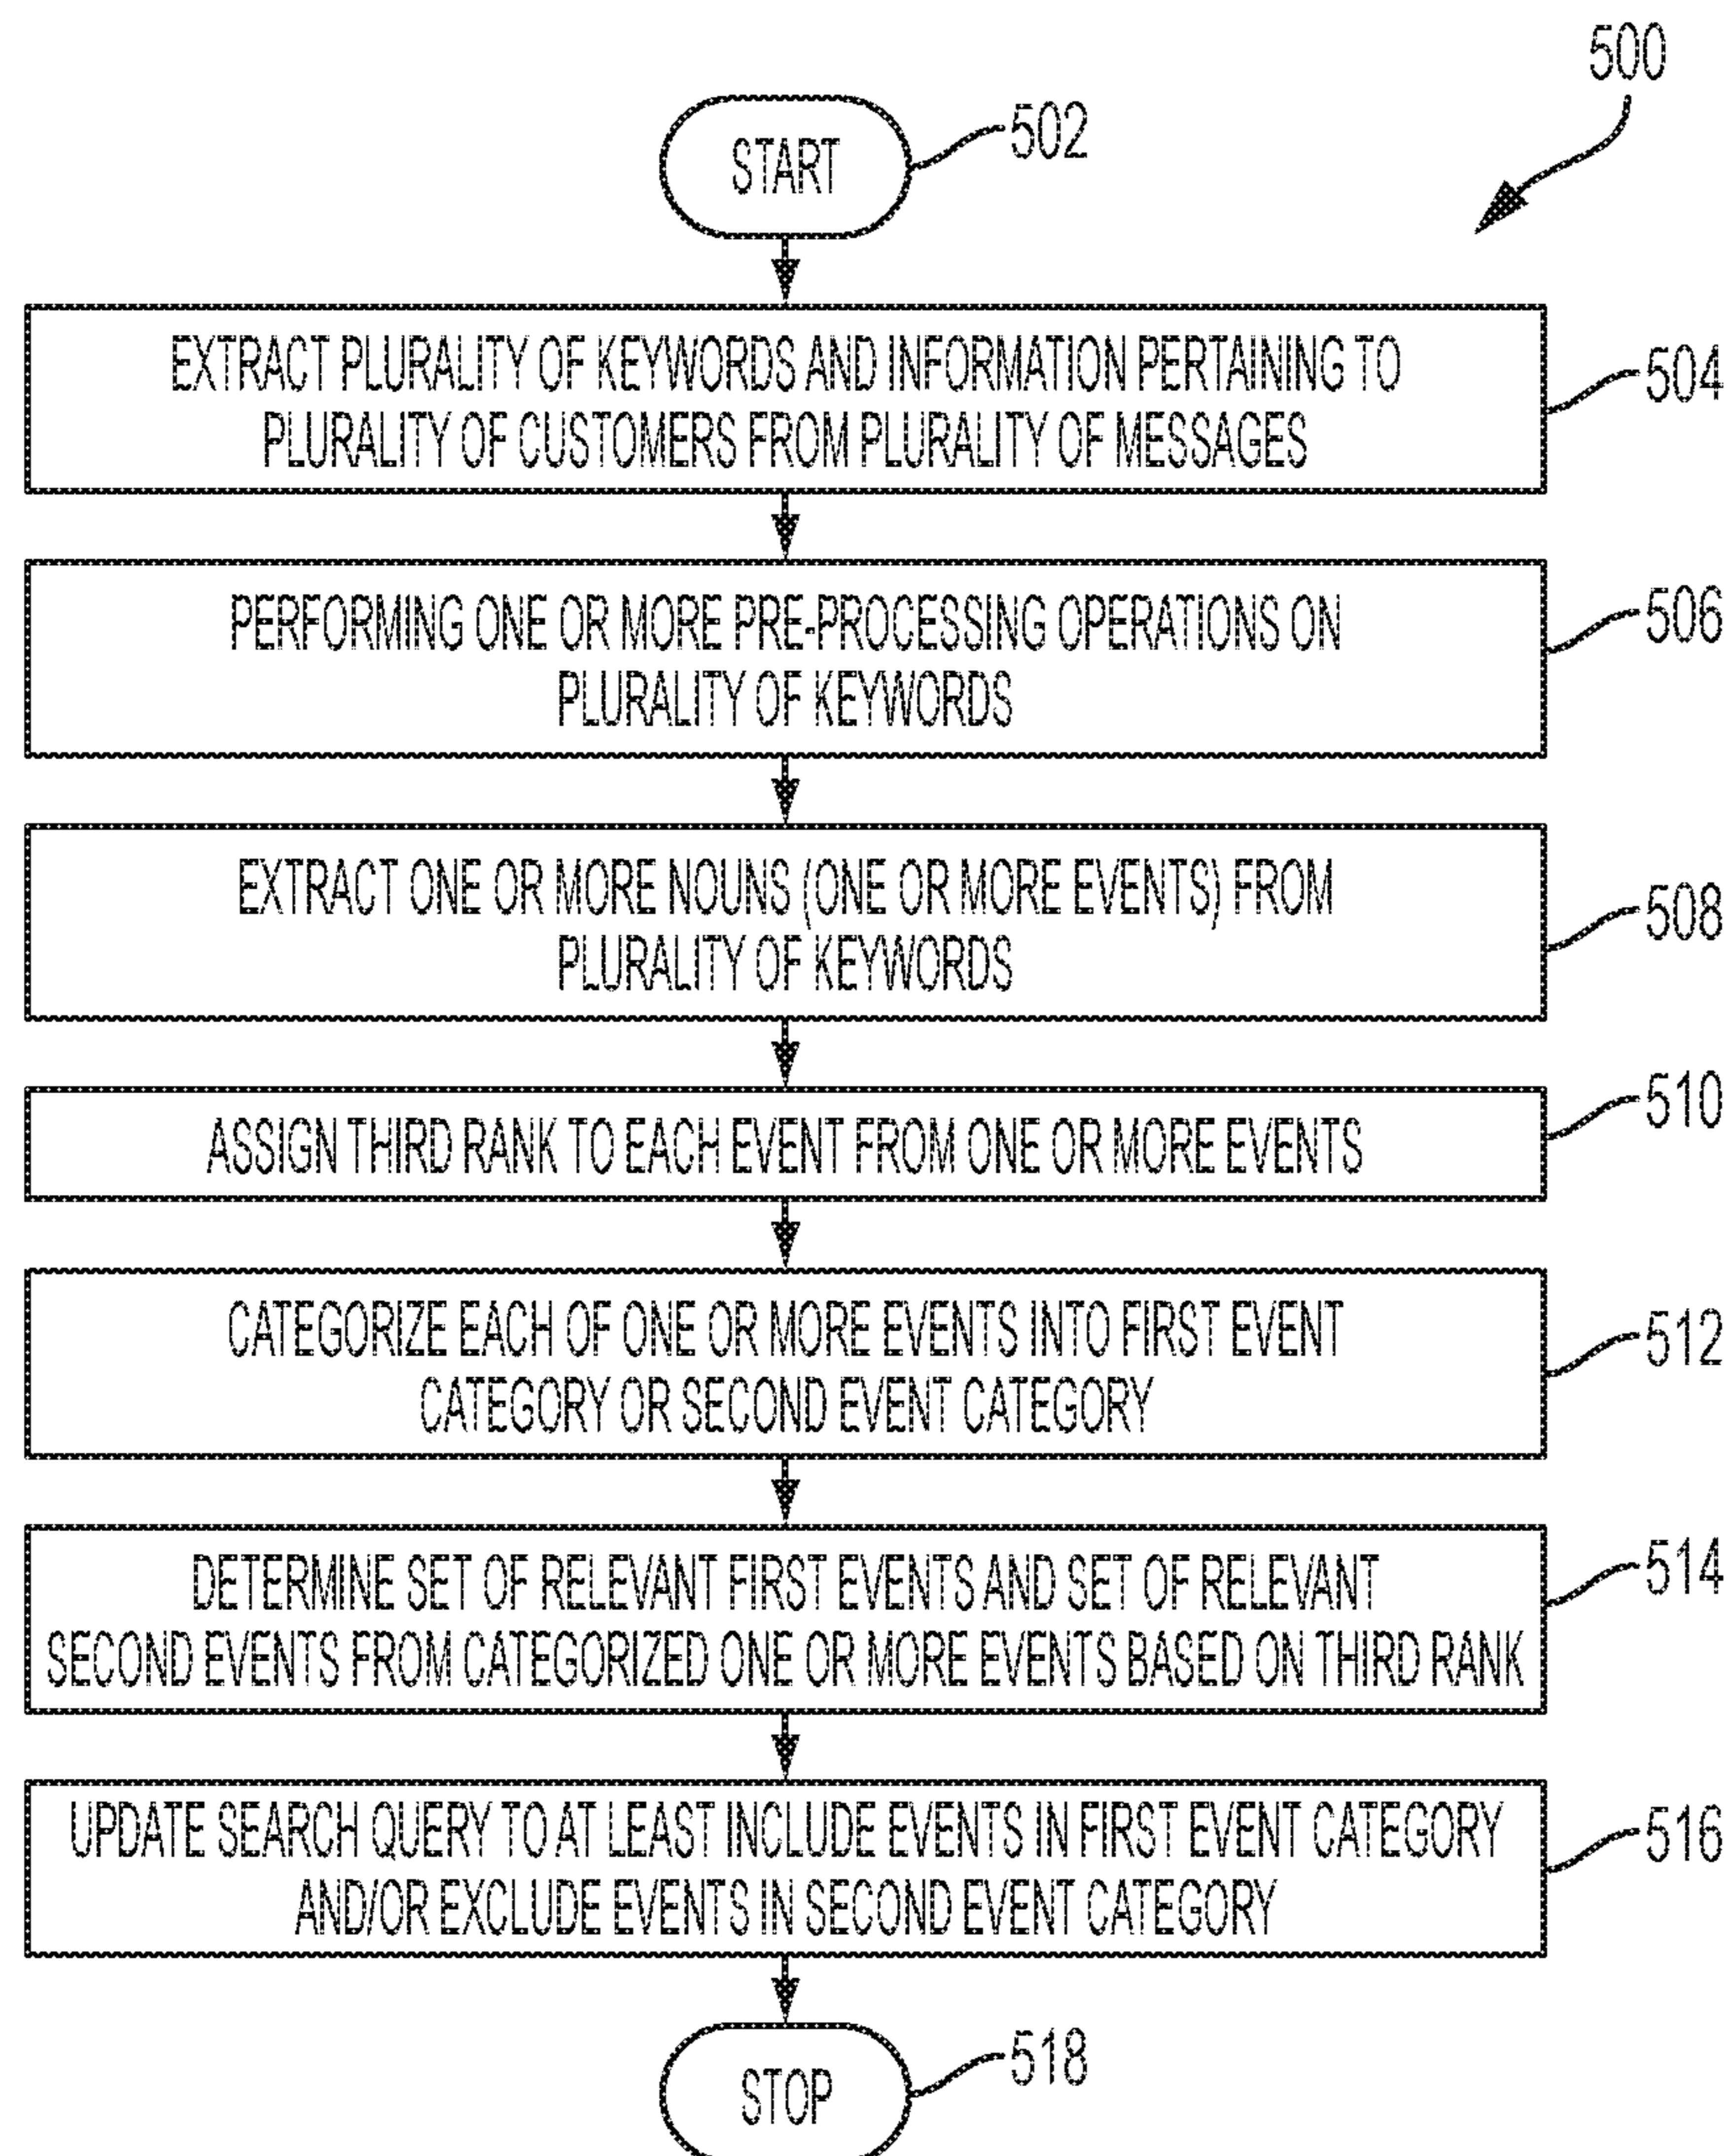 500
START
502
EXTRACT PLURALITY OF KEYWORDS AND INFORMATION PERTAINING TO
PLURALITY OF CUSTOMERS FROM PLURALITY OF MESSAGES
504
PERFORMING ONE OR MORE PRE-PROCESSING OPERATIONS ON
PLURALITY OF KEYWORDS
506
EXTRACT ONE OR MORE NOUNS (ONE OR MORE EVENTS) FROM
PLURALITY OF KEYWORDS
508
ASSIGN THIRD RANK TO EACH EVENT FROM ONE OR MORE EVENTS
510
CATEGORIZE EACH OF ONE OR MORE EVENTS INTO FIRST EVENT
CATEGORY OR SECOND EVENT CATEGORY
512
DETERMINE SET OF RELEVANT FIRST EVENTS AND SET OF RELEVANT
SECOND EVENTS FROM CATEGORIZED ONE OR MORE EVENTS BASED ON THIRD RANK
514
UPDATE SEARCH QUERY TO AT LEAST INCLUDE EVENTS IN FIRST EVENT CATEGORY
AND/OR EXCLUDE EVENTS IN SECOND EVENT CATEGORY
516
STOP
518